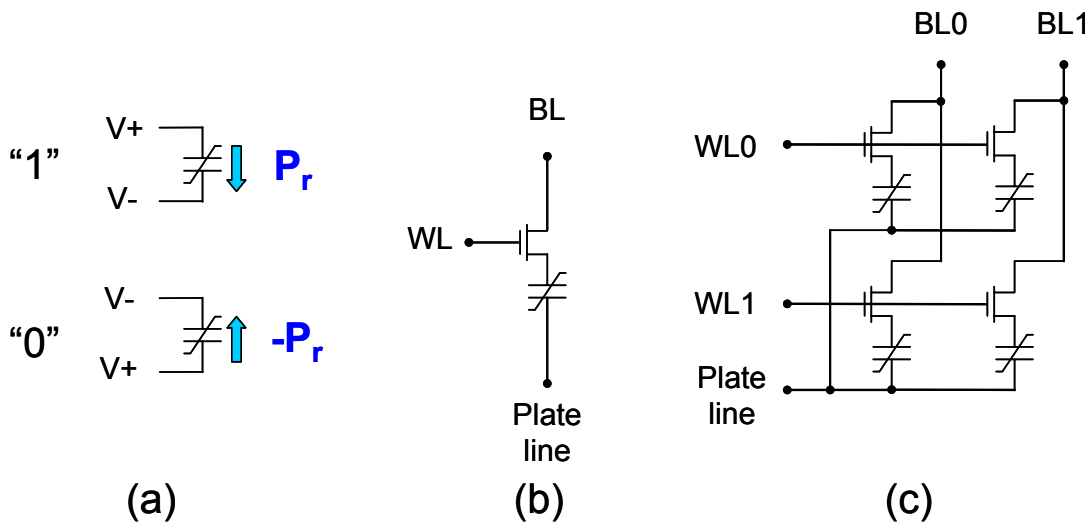 “1”
V+
V-
Pr
“0”
V-
V+
-Pr
(a)
BL
WL
Plate
line
(b)
BL0
BL1
WL0
WL1
Plate
line
(c)